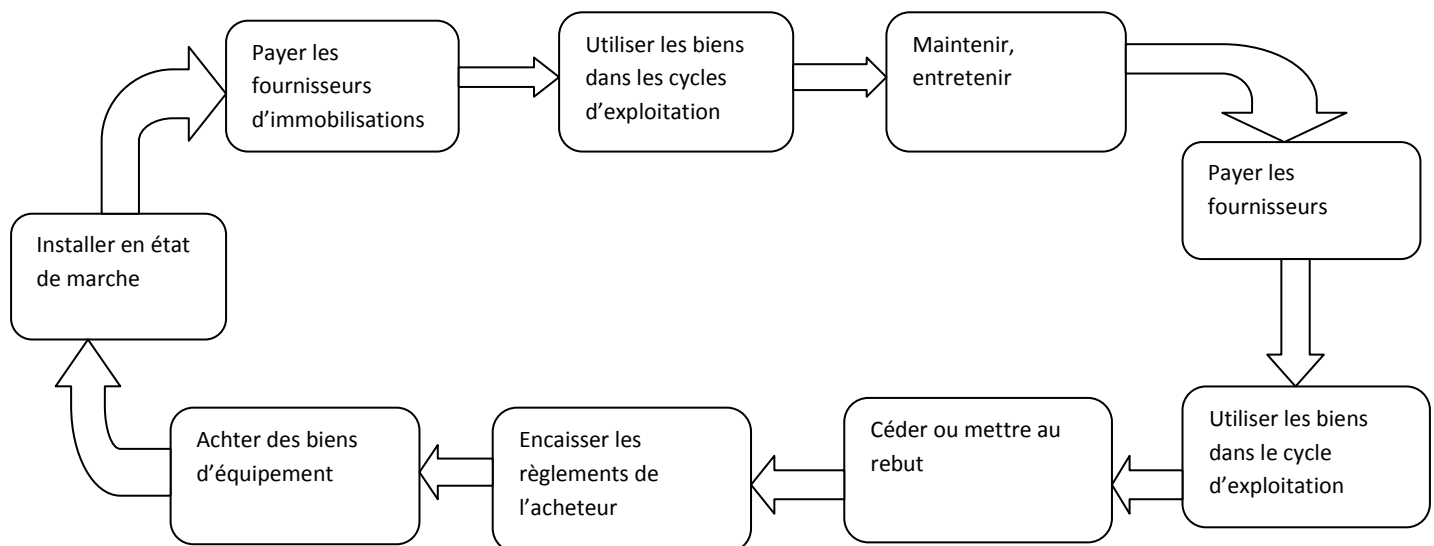 Payer les
fournisseurs
d’immobilisations
Utiliser les biens
dans les cycles
d’exploitation
Maintenir,
entretenir
Payer les
fournisseurs
Utiliser les biens
dans le cycle
d’exploitation
Céder ou mettre au
rebut
Encaisser les
règlements de
l’acheteur
Achter des biens
d’équipement
Installer en état
de marche